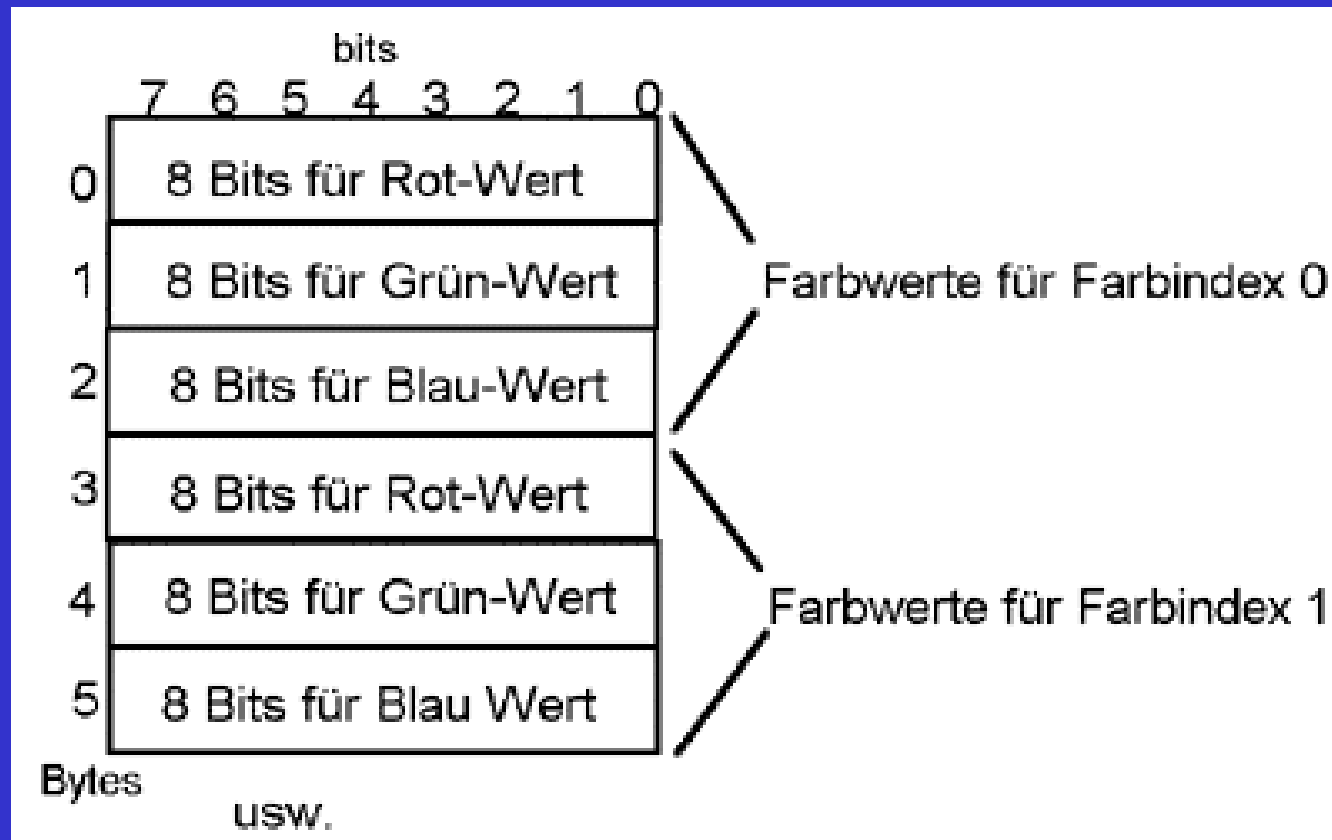 bits
7 6 5 4 3 2 1 0
0 8 Bits für Rot-Wert
1 8 Bits für Grün-Wert
Farbwerte für Farbindex 0
2 8 Bits für Blau-Wert
3 8 Bits für Rot-Wert
4 8 Bits für Grün-Wert
Farbwerte für Farbindex 1
5 8 Bits für Blau Wert
Bytes
usw.